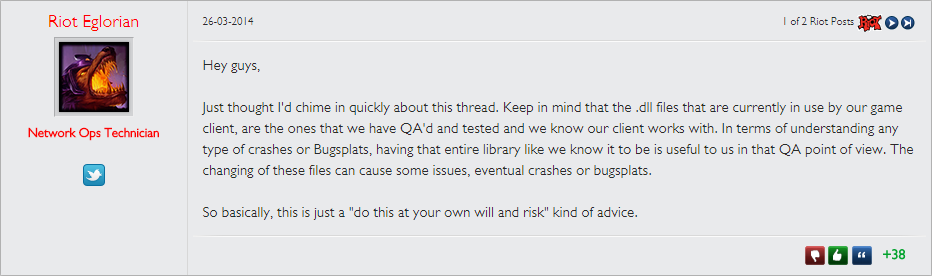 Riot Eglorian
26-03-2014
1 of 2 Riot Posts
RIOT
Hey guys,
Just thought I'd chime in quickly about this thread. Keep in mind that the .dll files that are currently in use by our game
client, are the ones that we have QA'd and tested and we know our client works with. In terms of understanding any
type of crashes or Bugsplats, having that entire library like we know it to be is useful to us in that QA point of view. The
changing of these files can cause some issues, eventual crashes or bugsplats.
So basically, this is just a "do this at your own will and risk" kind of advice.
Network Ops Technician
+38